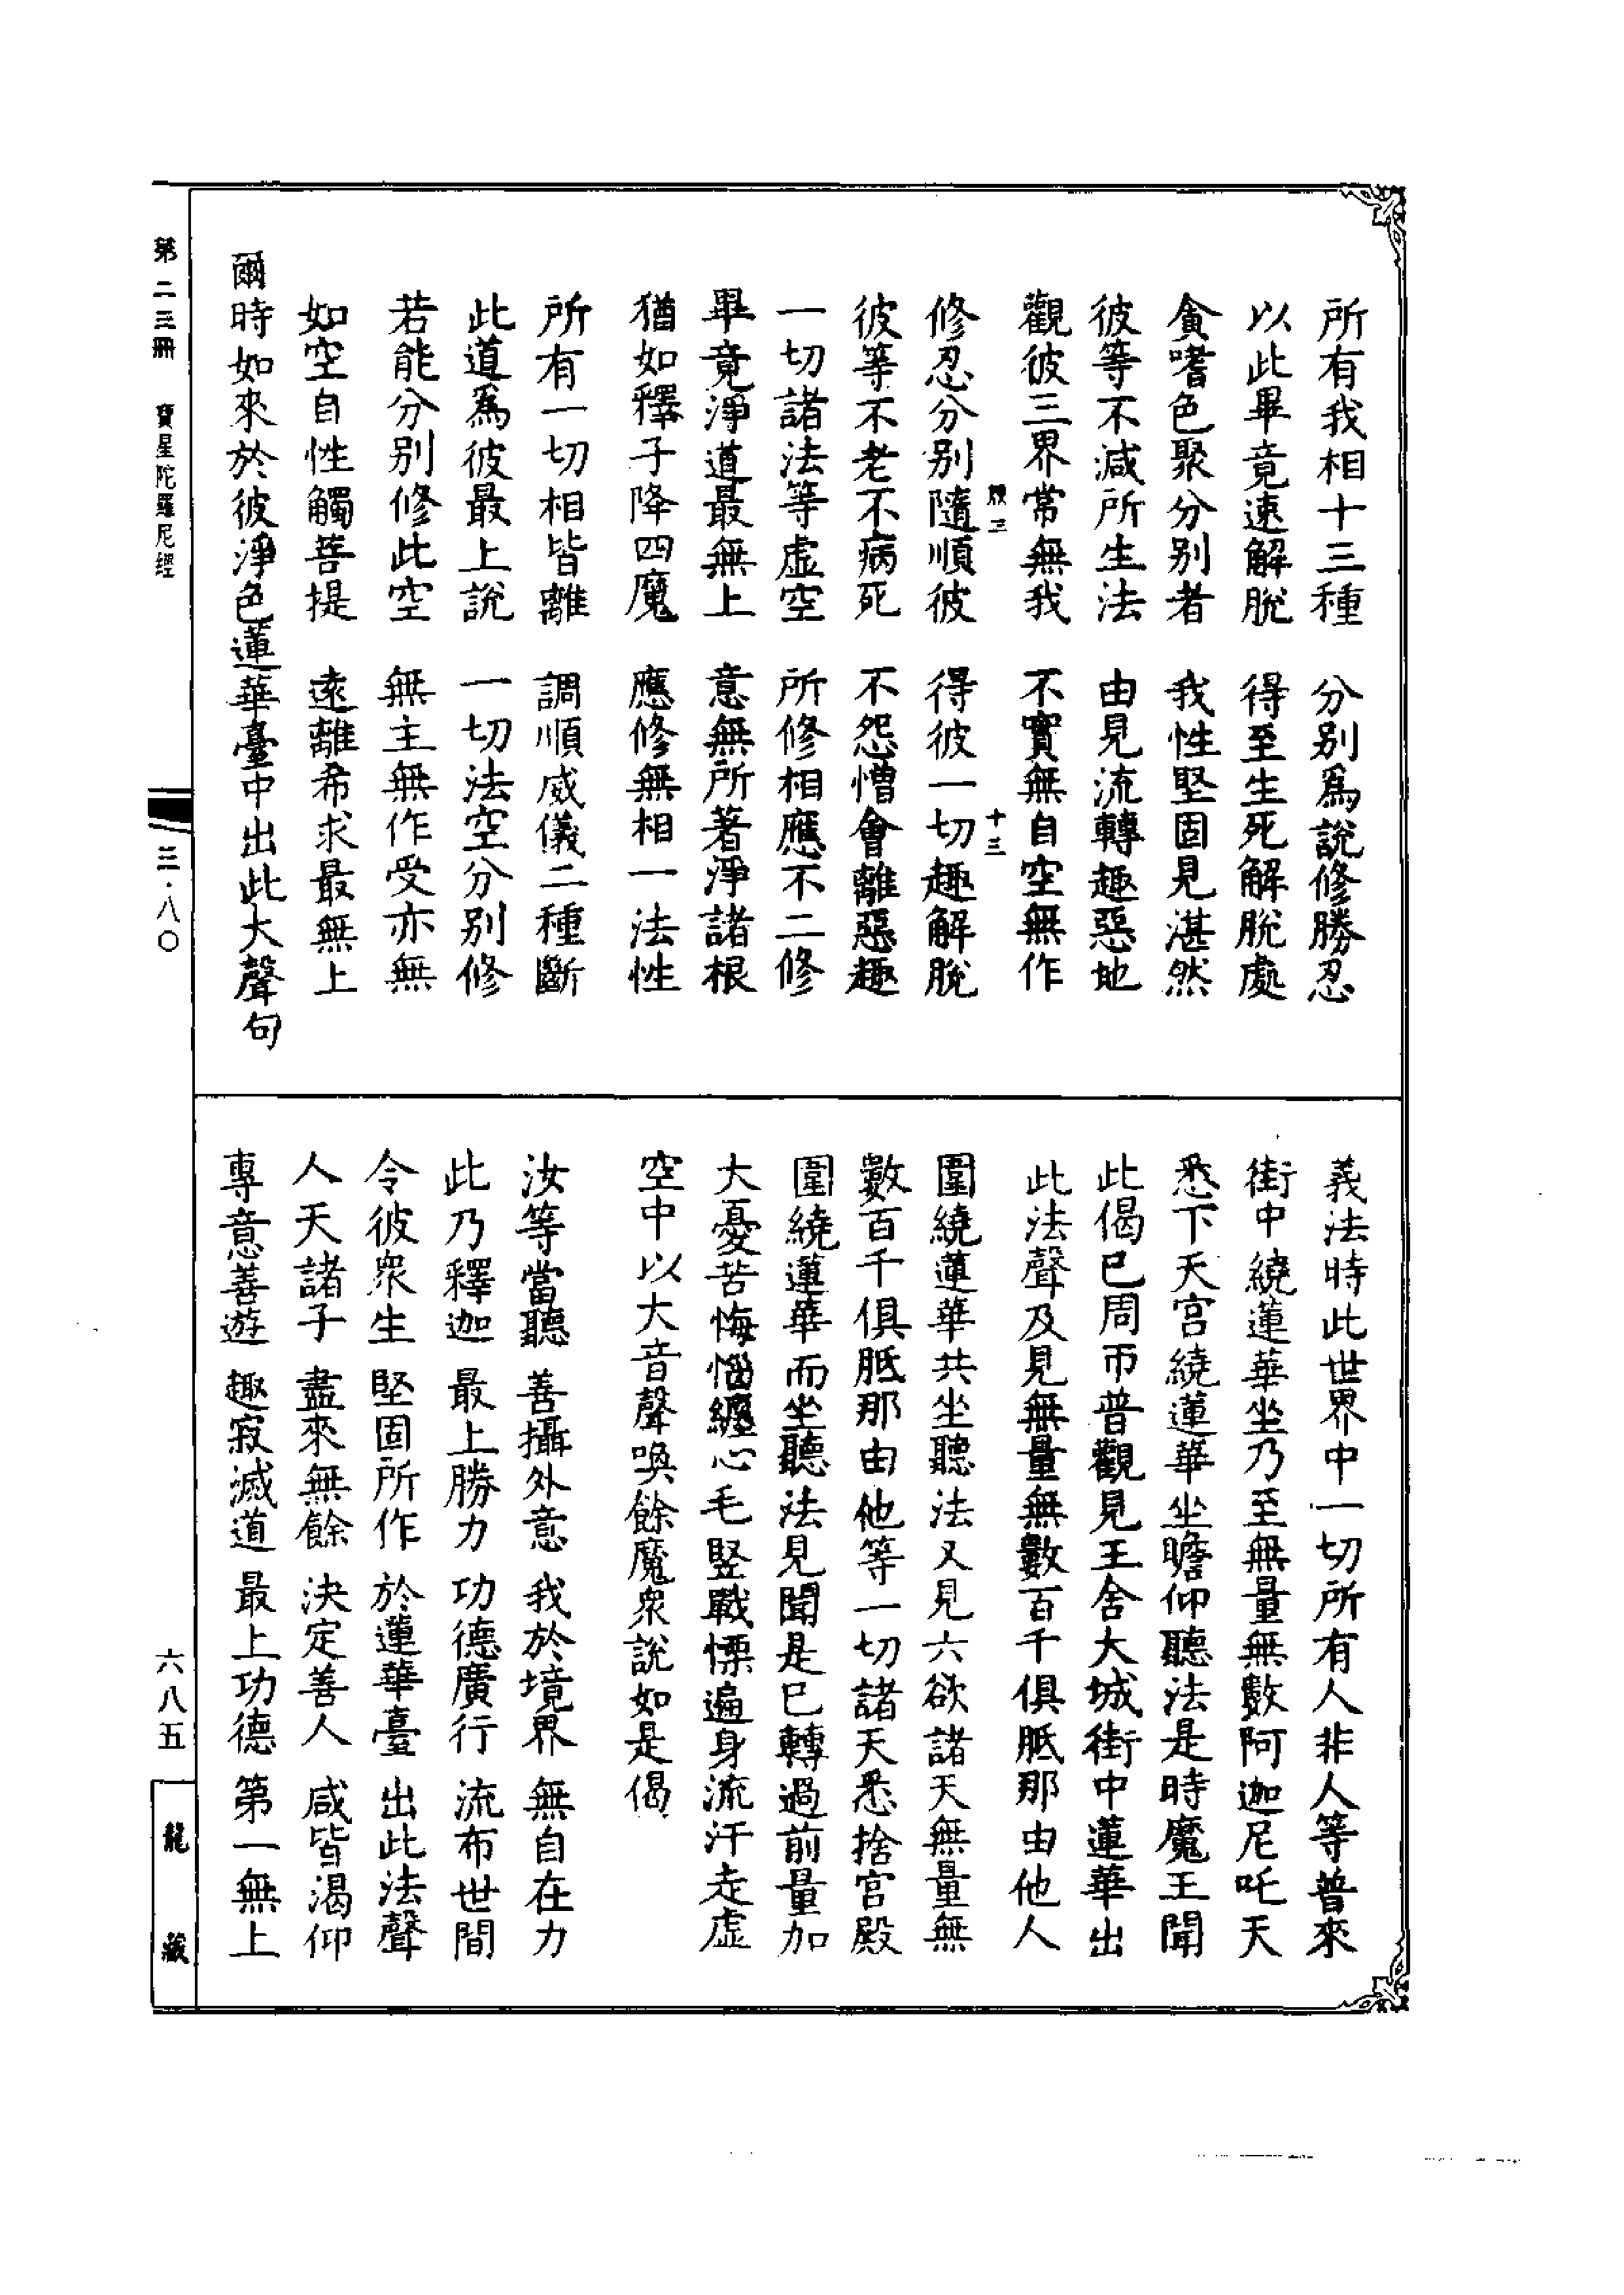 所有我相十三種　分別為說修勝忍
以此畢竟速解脫　得至生死解脫處
貪嗜色聚分別者　我性堅固見湛然
彼等不減所生法　由見流轉趣惡地
觀彼三界常無我　不實無自空無作
十三
修忍分別隨順彼　得彼一切趣解脫
彼等不老不病死　不怨憎會離惡趣
一切諸法等虛空　所修相應不二修
畢竟淨道最無上　意無所著淨諸根
猶如釋子降四魔　應修無相一法性
所有一切相皆離　調順威儀二種斷
此道為彼最上說　一切法空分別修
若能分別修此空　無主無作受亦無
如空自性觸菩提　遠離希求最無上
爾時如來於彼淨色蓮華臺中出此大聲句
義法時此世界中一切所有人非人等普來
街中繞蓮華坐乃至無量無數阿迦尼吒天
悉下天宮繞蓮華坐瞻仰聽法是時魔王聞
此偈已周帀普觀見王舍大城街中蓮華出
此法聲及見無量無數百千俱胝那由他人
圍繞蓮華共坐聽法又見六欲諸天無量無
數百千俱胝那由他等一切諸天悉捨宮殿
圍繞蓮華而坐聽法見聞是已轉過前量加
大憂苦悔惱纏心毛豎戰慄遍身流汗走虛
空中以大音聲喚餘魔眾說如是偈
汝等當聽　善攝外意　我於境界　無自在力
此乃釋迦　最上勝力　功德廣行　流布世間
令彼眾生　堅固所作　於蓮華臺　出此法聲
人天諸子　盡來無餘　決定善人　咸皆渴仰
專意善遊　趣寂滅道　最上功德　第一無上
第二三冊　寶星陀羅尼經
三·八〇
六八五
龍藏